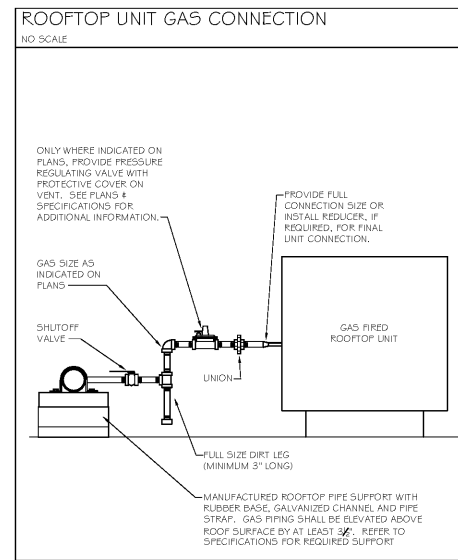 ROOFTOP UNIT GAS CONNECTION
NO SCALE
ONLY WHERE INDICATED ON
PLANS, PROVIDE PRESSURE
REGULATING VALVE WITH
PROTECTIVE COVER ON
VENT. SEE PLANS &
SPECIFICATIONS FOR
ADDITIONAL INFORMATION.
PROVIDE FULL
CONNECTION SIZE OR
INSTALL REDUCER, IF
REQUIRED, FOR FINAL
UNIT CONNECTION.
GAS SIZE AS
INDICATED ON
PLANS
SHUTOFF
VALVE
GAS FIRED
ROOFTOP UNIT
UNION
FULL SIZE DIRT LEG
(MINIMUM 3" LONG)
MANUFACTURED ROOFTOP PIPE SUPPORT WITH
RUBBER BASE, GALVANIZED CHANNEL AND PIPE
STRAP. GAS PIPING SHALL BE ELEVATED ABOVE
ROOF SURFACE BY AT LEAST 3½". REFER TO
SPECIFICATIONS FOR REQUIRED SUPPORT